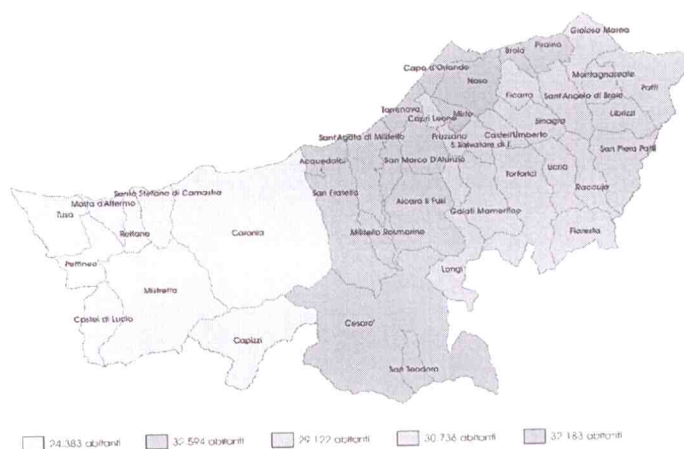 Gioiosa Marea
Brolo
Piraino
Capo d'Orlando
Naso
Montagnareale
Patti
Ficarra
Sant'Angelo di Brolo
Torrenova
Capri Leone
Mirto
Sinagra
Librizzi
Sant'Agata di Militello
Frazzano
Castell'Umberto
S.Salvatore di F.
San Piero Patti
Acquedolci
San Marco D'Alunzio
Ucria
Tortorici
San Fratello
Raccuja
Santo Stefano di Camastra
Motta d'Affermo
Alcara li Fusi
Tusa
Galati Mamertino
Reitano
Caronia
Militello Rosmarino
Floresta
Pettineo
Longi
Mistretta
Castel di Lucio
Cesaro'
Capizzi
San Teodoro
24.383 abitanti
32.594 abitanti
29.122 abitanti
30.736 abitanti
32.183 abitanti